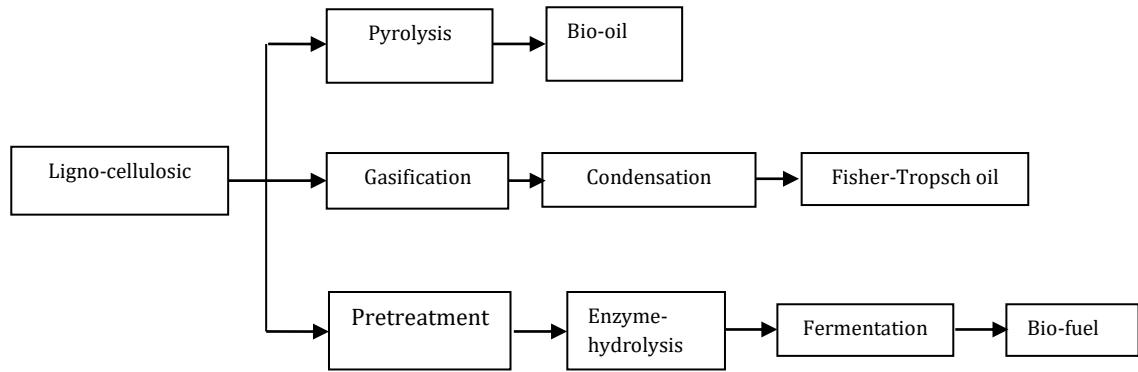 Pyrolysis
Bio-oil
Ligno-cellulosic
Gasification
Condensation
Fisher-Tropsch oil
Pretreatment
Enzyme-
hydrolysis
Fermentation
Bio-fuel